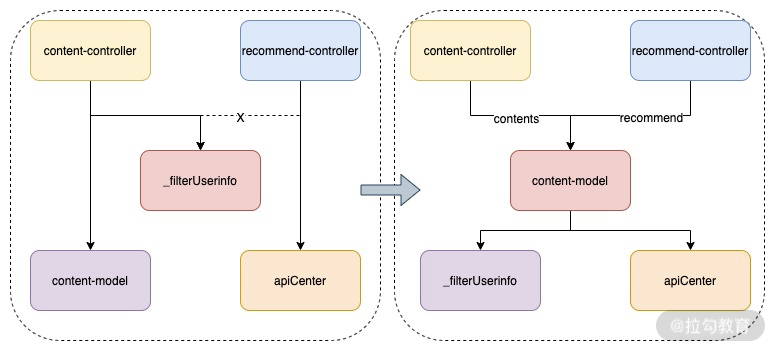 content-controller
recommend-controller
X
_filterUserinfo
content-model
apiCenter
content-controller
recommend-controller
contents
recommend
content-model
_filterUserinfo
apiCenter
@拉勾教育